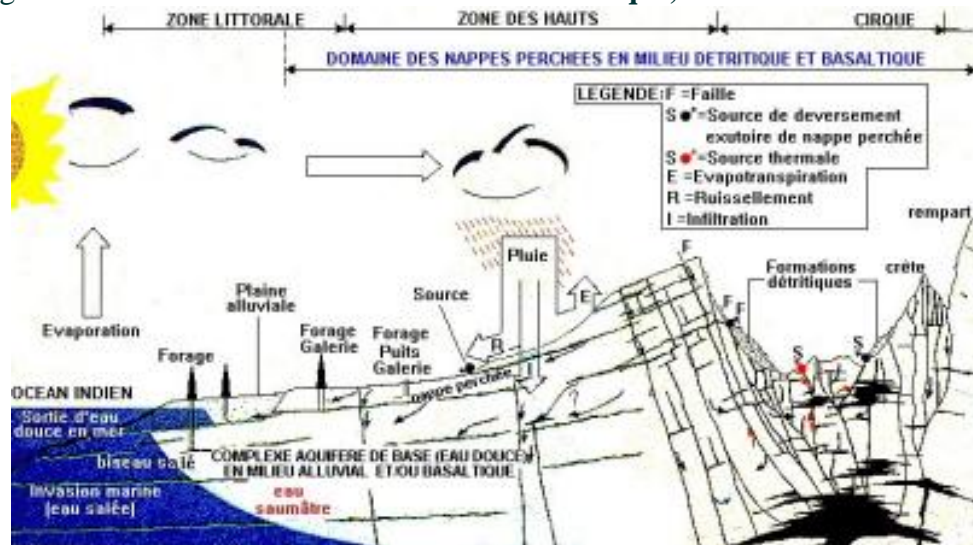 ZONE LITTORALE
ZONE DES HAUTS
CIRQUE
DOMAINE DES NAPPES PERCHEES EN MILIEU DETRITIQUE ET BASALTIQUE
LEGENDE: F =Faille
S =Source de deversement
exutoire de nappe perchée
S =Source thermale
E =Evapotranspiration
R =Ruissellement
I =Infiltration
rempart
Pluie
F
Formations
détritiques
crête
Source
Plaine
alluviale
E
F
F
Evaporation
Forage
Forage
Galerie
Forage
Puits
Galerie
R
S
S
I
nappe perchée
?
OCEAN INDIEN
Sortie d'eau
douce en mer
biseau salé
COMPLEXE AQUIFERE DE BASE (EAU DOUCE)
EN MILIEU ALLUVIAL ET/OU BASALTIQUE
Invasion marine
(eau salée)
eau
saumâtre